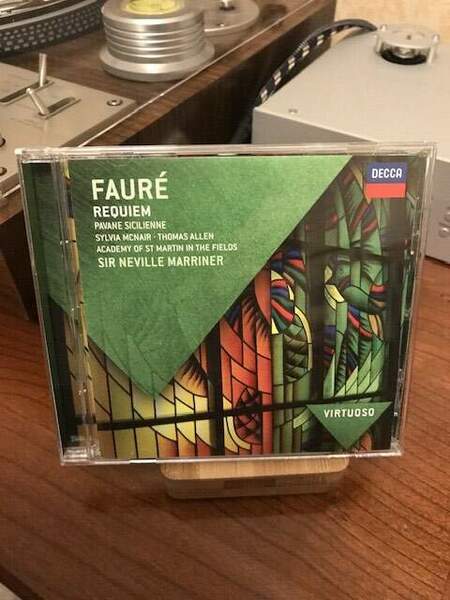 FAURÉ
REQUIEM
PAVANE SICILIENNE
SYLVIA MCNAIR · THOMAS ALLEN
ACADEMY OF ST MARTIN IN THE FIELDS
SIR NEVILLE MARRINER
DECCA
VIRTUOSO